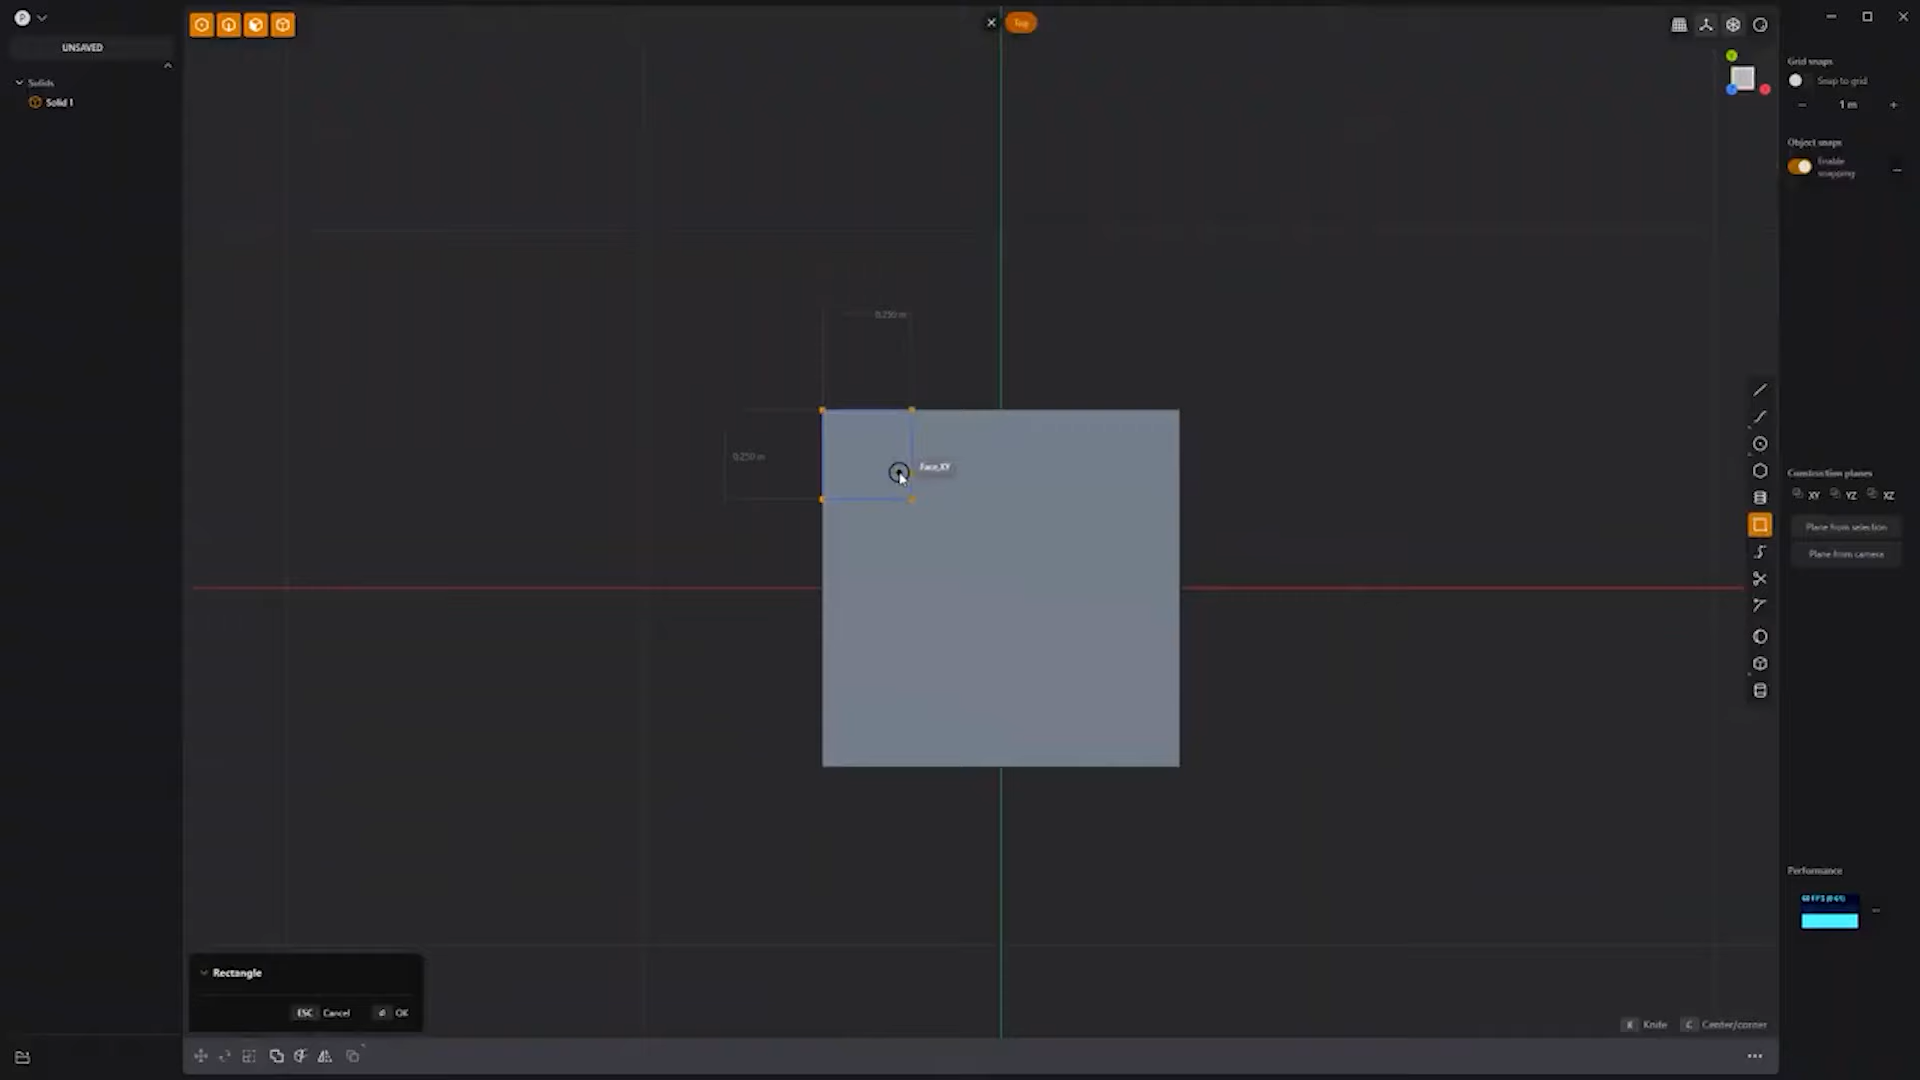 P
UNSAVED
Solids
Solid 1
Top
0.250 m
0.250 m
Face, XY
Grid snaps
Snap to grid
1 m
Object snaps
Enable
snapping
Construction planes
XY YZ XZ
Plane from selection
Plane from camera
Performance
Rectangle
ESC Cancel OK
K Knife C Center/corner